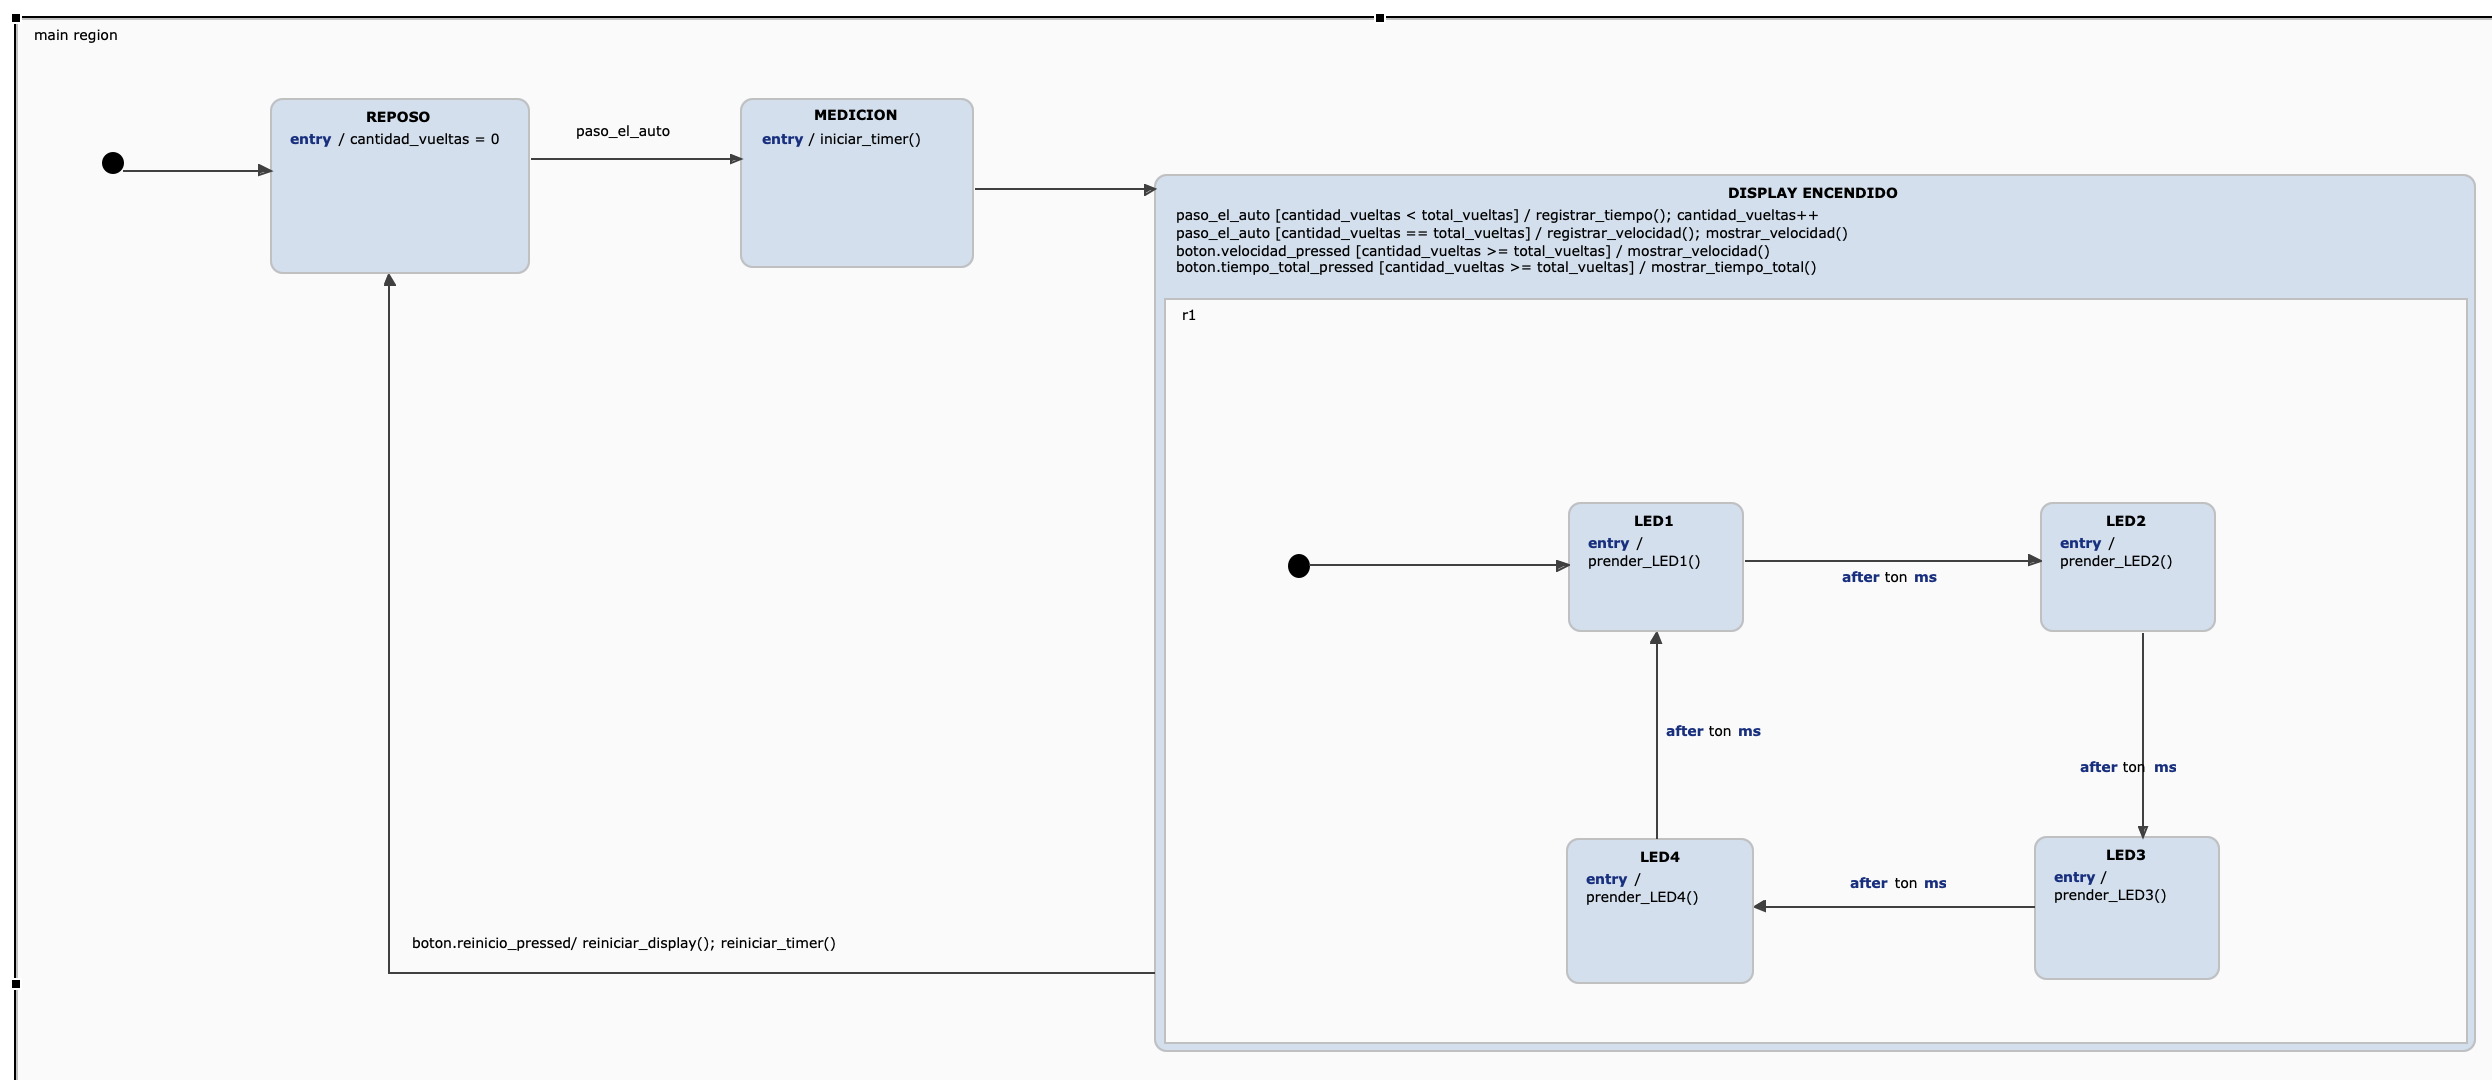 main region
REPOSO
entry / cantidad_vueltas = 0
paso_el_auto
MEDICION
entry / iniciar_timer()
DISPLAY ENCENDIDO
paso_el_auto [cantidad_vueltas < total_vueltas] / registrar_tiempo(); cantidad_vueltas++
paso_el_auto [cantidad_vueltas == total_vueltas] / registrar_velocidad(); mostrar_velocidad()
boton.velocidad_pressed [cantidad_vueltas >= total_vueltas] / mostrar_velocidad()
boton.tiempo_total_pressed [cantidad_vueltas >= total_vueltas] / mostrar_tiempo_total()
r1
LED1
entry /
prender_LED1()
after ton ms
LED2
entry /
prender_LED2()
after ton ms
after ton ms
LED4
entry /
prender_LED4()
after ton ms
LED3
entry /
prender_LED3()
boton.reinicio_pressed/ reiniciar_display(); reiniciar_timer()